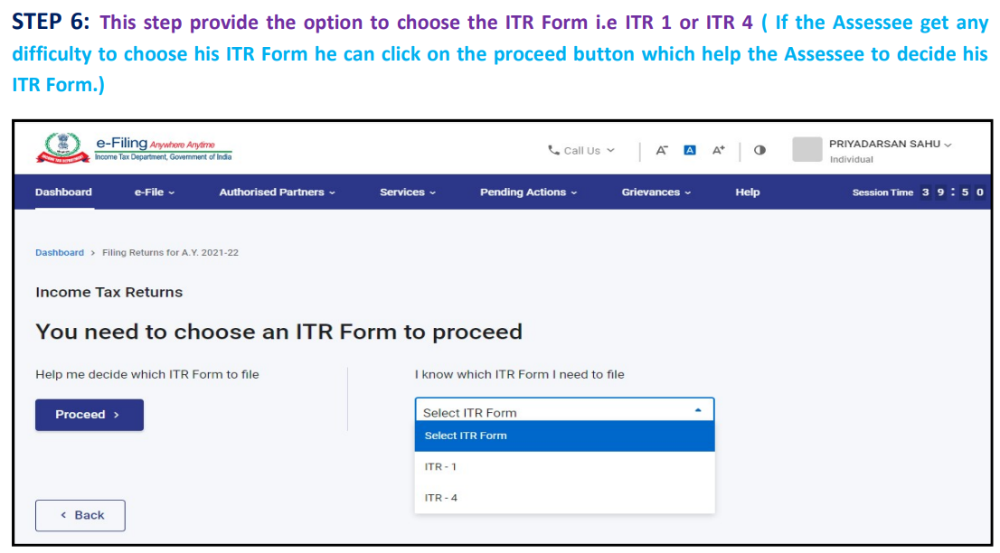 STEP 6: This step provide the option to choose the ITR Form i.e ITR 1 or ITR 4 ( If the Assessee get any
difficulty to choose his ITR Form he can click on the proceed button which help the Assessee to decide his
ITR Form.)
e-Filing Anywhere Anytime
Income Tax Department, Government of India
Call Us
A- A A+
PRIYADARSAN SAHU
Individual
Dashboard e-File Authorised Partners Services Pending Actions Grievances Help Session Time 3 9 : 5 0
Dashboard > Filing Returns for A.Y. 2021-22
Income Tax Returns
You need to choose an ITR Form to proceed
Help me decide which ITR Form to file
Proceed >
I know which ITR Form I need to file
Select ITR Form
Select ITR Form
ITR - 1
ITR - 4
< Back